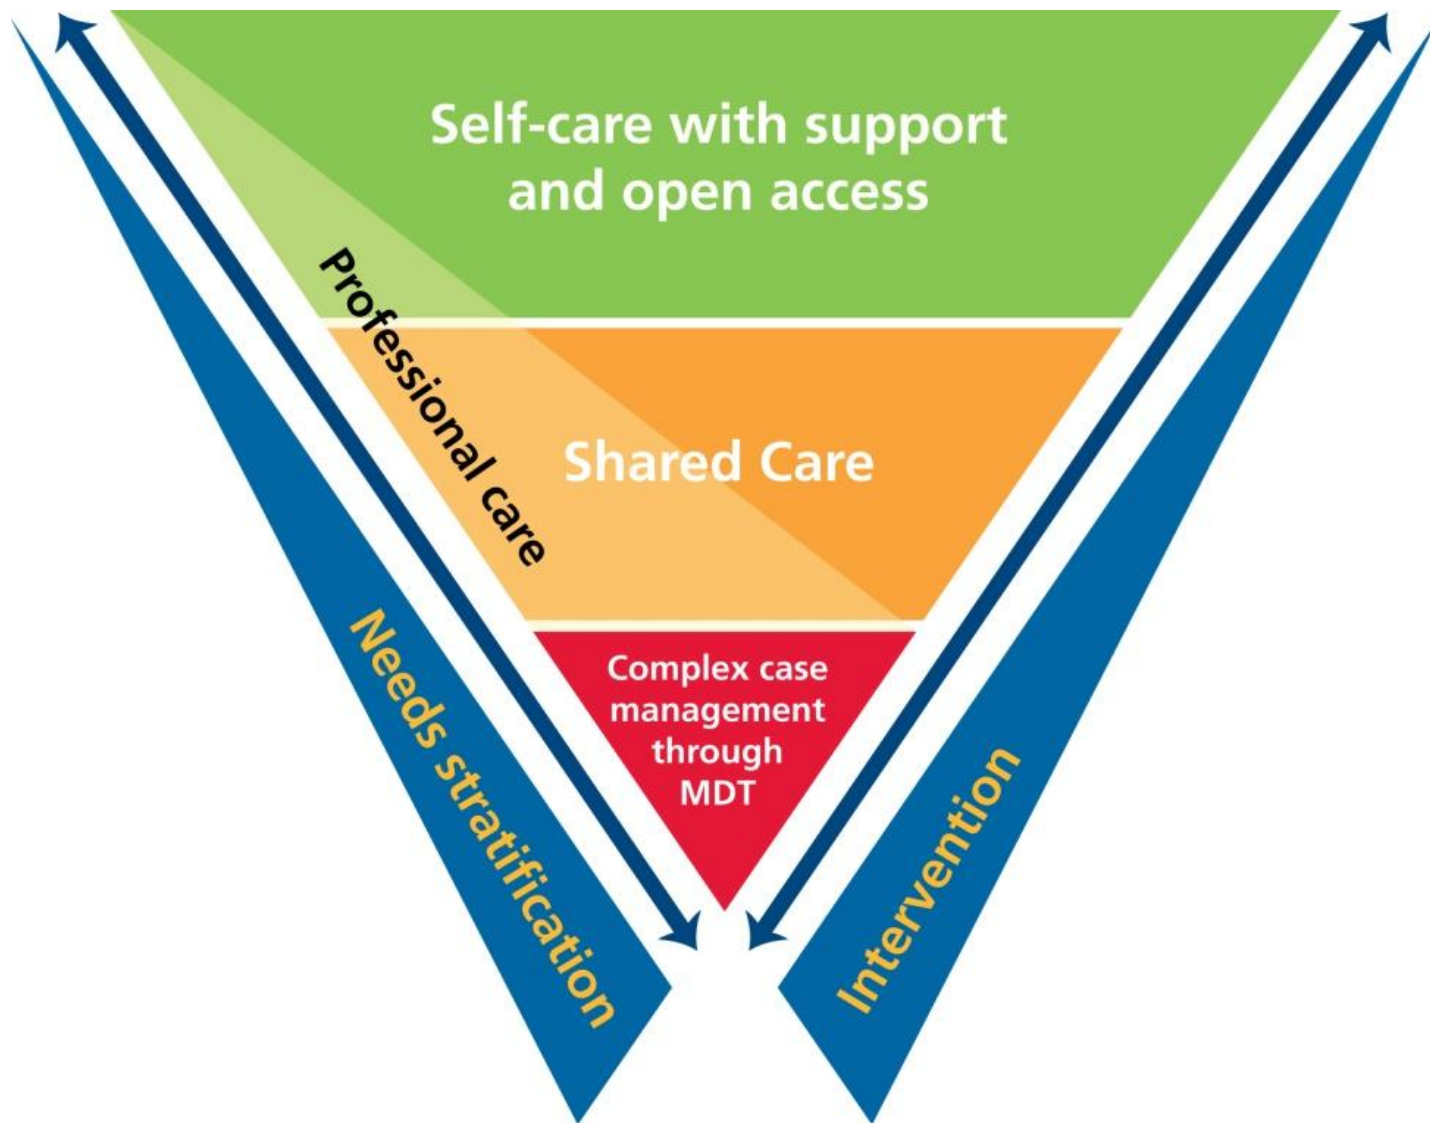 Self-care with support
and open access
Professional care
Shared Care
Complex case
management
through
MDT
Needs stratification
Intervention